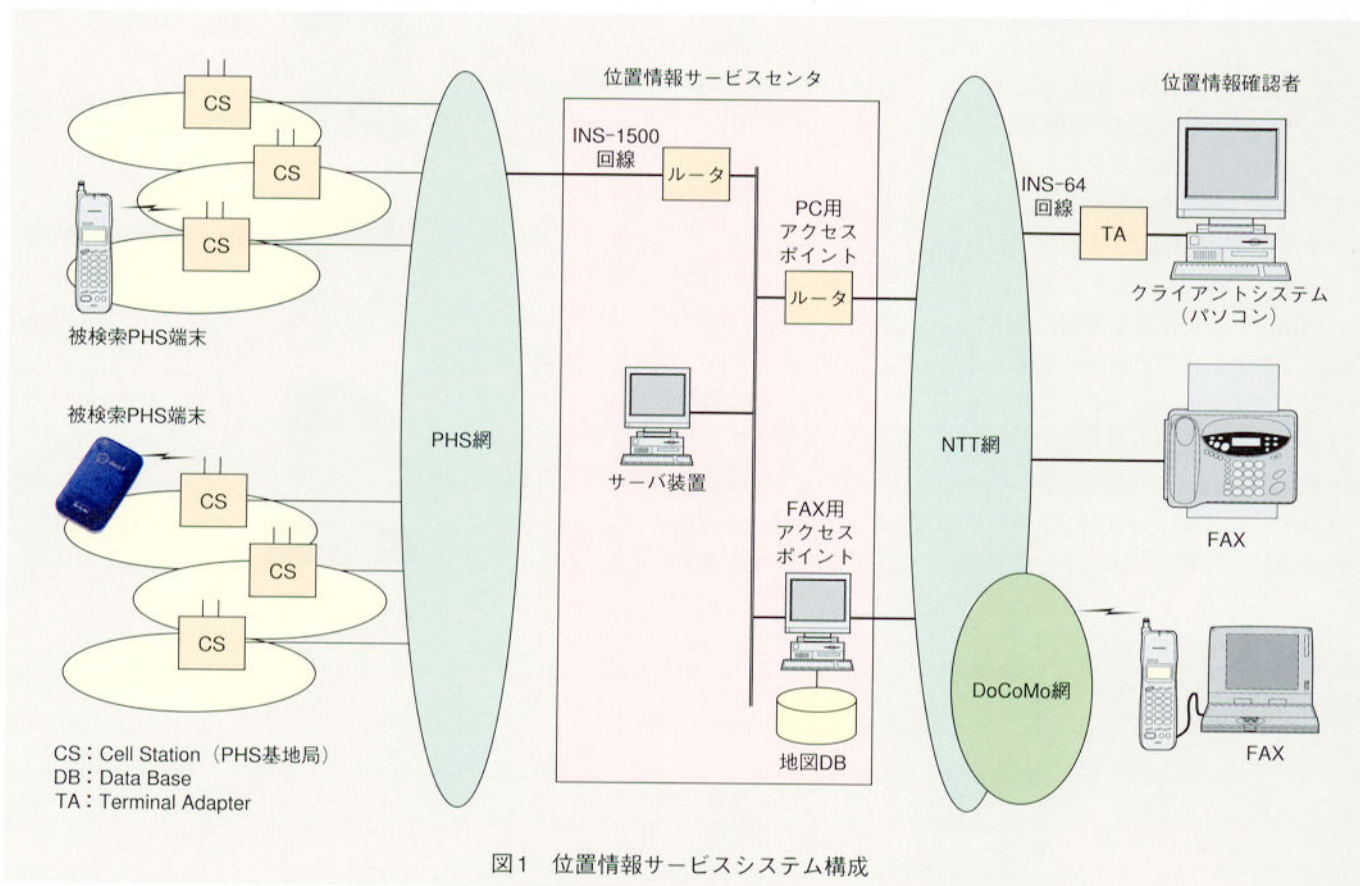 位置情報サービスセンタ
位置情報確認者
CS
CS
CS
INS-1500
回線
ルータ
PC用
アクセス
ポイント
ルータ
INS-64
回線
TA
クライアントシステム
（パソコン）
被検索PHS端末
被検索PHS端末
PHS網
サーバ装置
NTT網
FAX
CS
CS
CS
FAX用
アクセス
ポイント
地図DB
DoCoMo網
FAX
CS：Cell Station（PHS基地局）
DB：Data Base
TA：Terminal Adapter
図1 位置情報サービスシステム構成